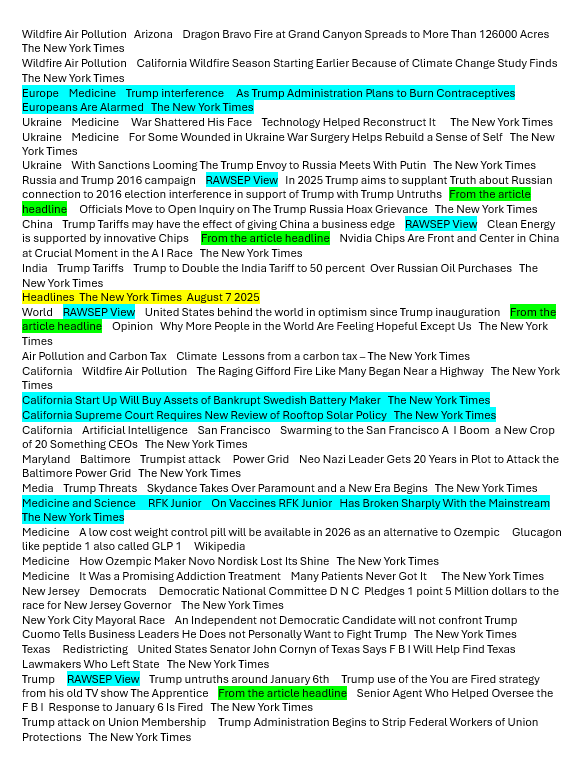 Wildfire Air Pollution Arizona Dragon Bravo Fire at Grand Canyon Spreads to More Than 126000 Acres
The New York Times
Wildfire Air Pollution California Wildfire Season Starting Earlier Because of Climate Change Study Finds
The New York Times
Europe Medicine Trump interference As Trump Administration Plans to Burn Contraceptives
Europeans Are Alarmed The New York Times
Ukraine Medicine War Shattered His Face Technology Helped Reconstruct It The New York Times
Ukraine Medicine For Some Wounded in Ukraine War Surgery Helps Rebuild a Sense of Self The New
York Times
Ukraine With Sanctions Looming The Trump Envoy to Russia Meets With Putin The New York Times
Russia and Trump 2016 campaign RAWSEP View In 2025 Trump aims to supplant Truth about Russian
connection to 2016 election interference in support of Trump with Trump Untruths From the article
headline Officials Move to Open Inquiry on The Trump Russia Hoax Grievance The New York Times
China Trump Tariffs may have the effect of giving China a business edge RAWSEP View Clean Energy
is supported by innovative Chips From the article headline Nvidia Chips Are Front and Center in China
at Crucial Moment in the A I Race The New York Times
India Trump Tariffs Trump to Double the India Tariff to 50 percent Over Russian Oil Purchases The
New York Times
Headlines The New York Times August 7 2025
World RAWSEP View United States behind the world in optimism since Trump inauguration From the
article headline Opinion Why More People in the World Are Feeling Hopeful Except Us The New York
Times
Air Pollution and Carbon Tax Climate Lessons from a carbon tax – The New York Times
California Wildfire Air Pollution The Raging Gifford Fire Like Many Began Near a Highway The New York
Times
California Start Up Will Buy Assets of Bankrupt Swedish Battery Maker The New York Times
California Supreme Court Requires New Review of Rooftop Solar Policy The New York Times
California Artificial Intelligence San Francisco Swarming to the San Francisco A I Boom a New Crop
of 20 Something CEOs The New York Times
Maryland Baltimore Trumpist attack Power Grid Neo Nazi Leader Gets 20 Years in Plot to Attack the
Baltimore Power Grid The New York Times
Media Trump Threats Skydance Takes Over Paramount and a New Era Begins The New York Times
Medicine and Science RFK Junior On Vaccines RFK Junior Has Broken Sharply With the Mainstream
The New York Times
Medicine A low cost weight control pill will be available in 2026 as an alternative to Ozempic Glucagon
like peptide 1 also called GLP 1 Wikipedia
Medicine How Ozempic Maker Novo Nordisk Lost Its Shine The New York Times
Medicine It Was a Promising Addiction Treatment Many Patients Never Got It The New York Times
New Jersey Democrats Democratic National Committee D N C Pledges 1 point 5 Million dollars to the
race for New Jersey Governor The New York Times
New York City Mayoral Race An Independent not Democratic Candidate will not confront Trump
Cuomo Tells Business Leaders He Does not Personally Want to Fight Trump The New York Times
Texas Redistricting United States Senator John Cornyn of Texas Says F B I Will Help Find Texas
Lawmakers Who Left State The New York Times
Trump RAWSEP View Trump untruths around January 6th Trump use of the You are Fired strategy
from his old TV show The Apprentice From the article headline Senior Agent Who Helped Oversee the
F B I Response to January 6 Is Fired The New York Times
Trump attack on Union Membership Trump Administration Begins to Strip Federal Workers of Union
Protections The New York Times